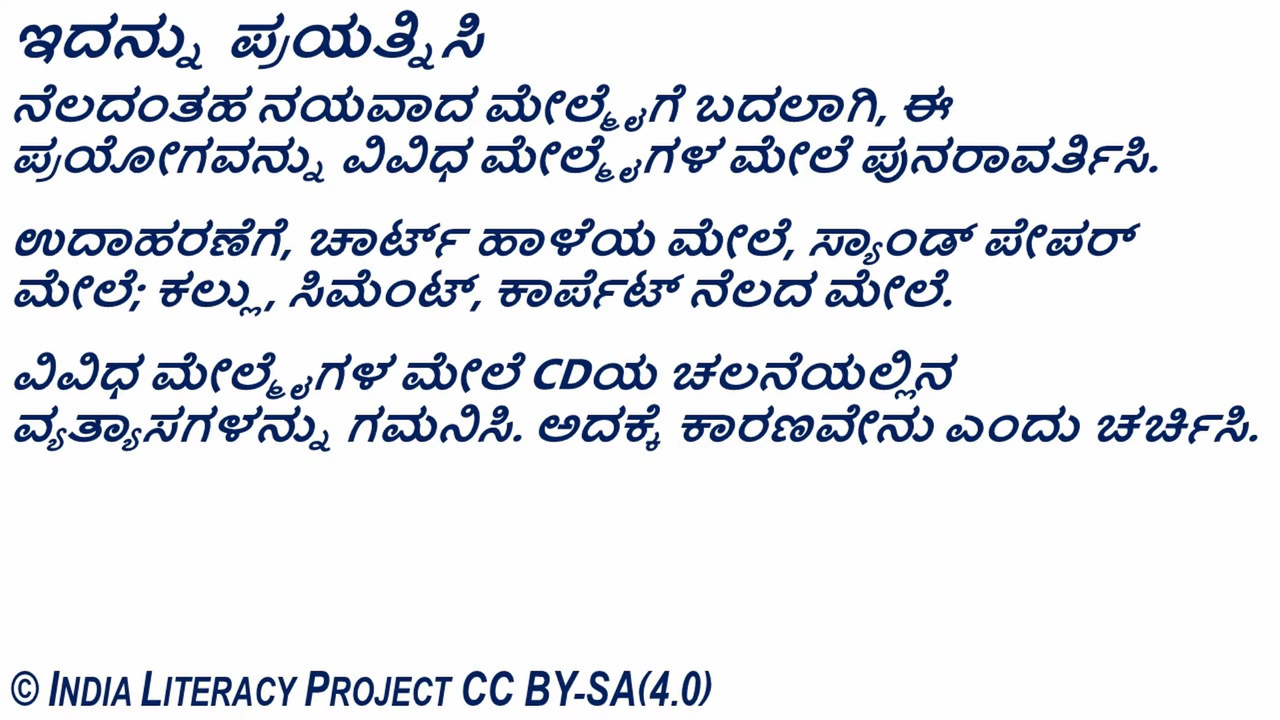 ಇದನ್ನು ಪ್ರಯತ್ನಿಸಿ
ನೆಲದಂತಹ ನಯವಾದ ಮೇಲ್ಮೈಗೆ ಬದಲಾಗಿ, ಈ
ಪ್ರಯೋಗವನ್ನು ವಿವಿಧ ಮೇಲ್ಮೈಗಳ ಮೇಲೆ ಪುನರಾವರ್ತಿಸಿ.
ಉದಾಹರಣೆಗೆ, ಚಾರ್ಟ್ ಹಾಳೆಯ ಮೇಲೆ, ಸ್ಯಾಂಡ್ ಪೇಪರ್
ಮೇಲೆ; ಕಲ್ಲು, ಸಿಮೆಂಟ್, ಕಾರ್ಪೆಟ್ ನೆಲದ ಮೇಲೆ.
ವಿವಿಧ ಮೇಲ್ಮೈಗಳ ಮೇಲೆ CDಯ ಚಲನೆಯಲ್ಲಿನ
ವ್ಯತ್ಯಾಸಗಳನ್ನು ಗಮನಿಸಿ. ಅದಕ್ಕೆ ಕಾರಣವೇನು ಎಂದು ಚರ್ಚಿಸಿ.
© INDIA LITERACY PROJECT CC BY-SA(4.0)